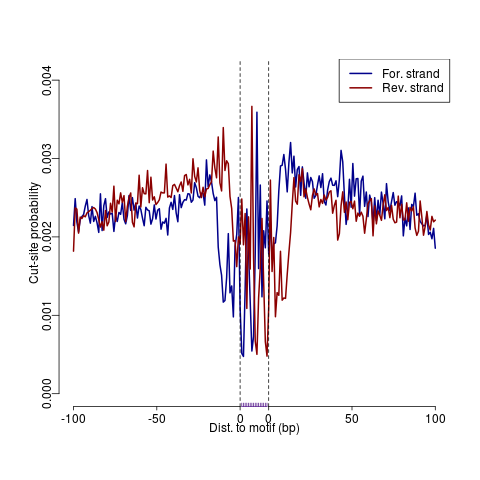 For. strand
Rev. strand
Cut-site probability
0.004
0.003
0.002
0.001
0.000
-100 -50 0 0 50 100
Dist. to motif (bp)